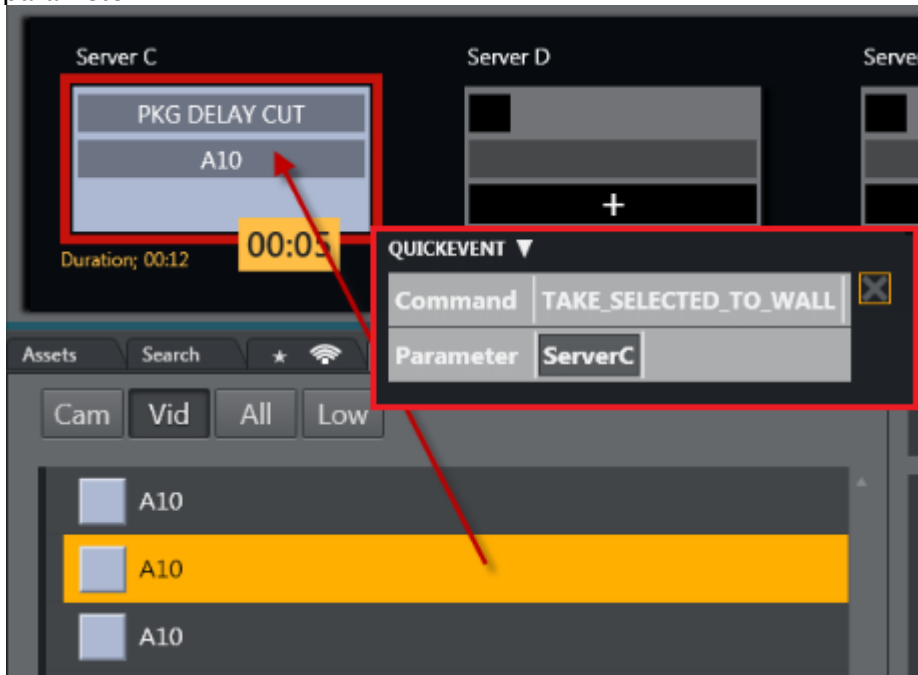 Server C
Server D
Serve
PKG DELAY CUT
A10
+
Duration; 00:12
00:05
QUICKEVENT ▼
Command TAKE_SELECTED_TO_WALL
Parameter ServerC
Assets Search ★
Cam Vid All Low
A10
A10
A10